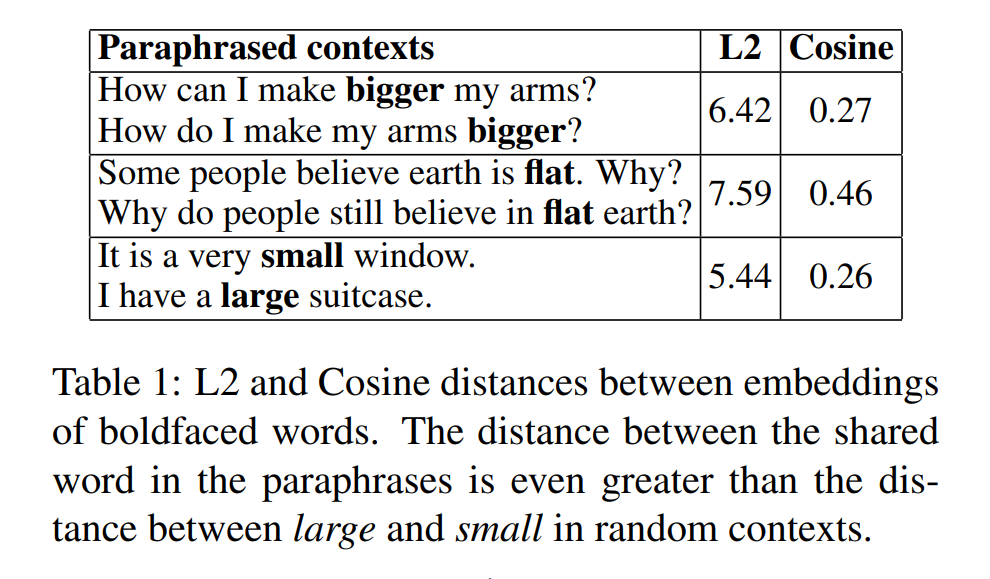 Paraphrased contexts L2 Cosine
How can I make bigger my arms?
How do I make my arms bigger?
6.42 0.27
Some people believe earth is flat. Why?
Why do people still believe in flat earth?
7.59 0.46
It is a very small window.
I have a large suitcase.
5.44 0.26
Table 1: L2 and Cosine distances between embeddings
of boldfaced words. The distance between the shared
word in the paraphrases is even greater than the dis-
tance between large and small in random contexts.